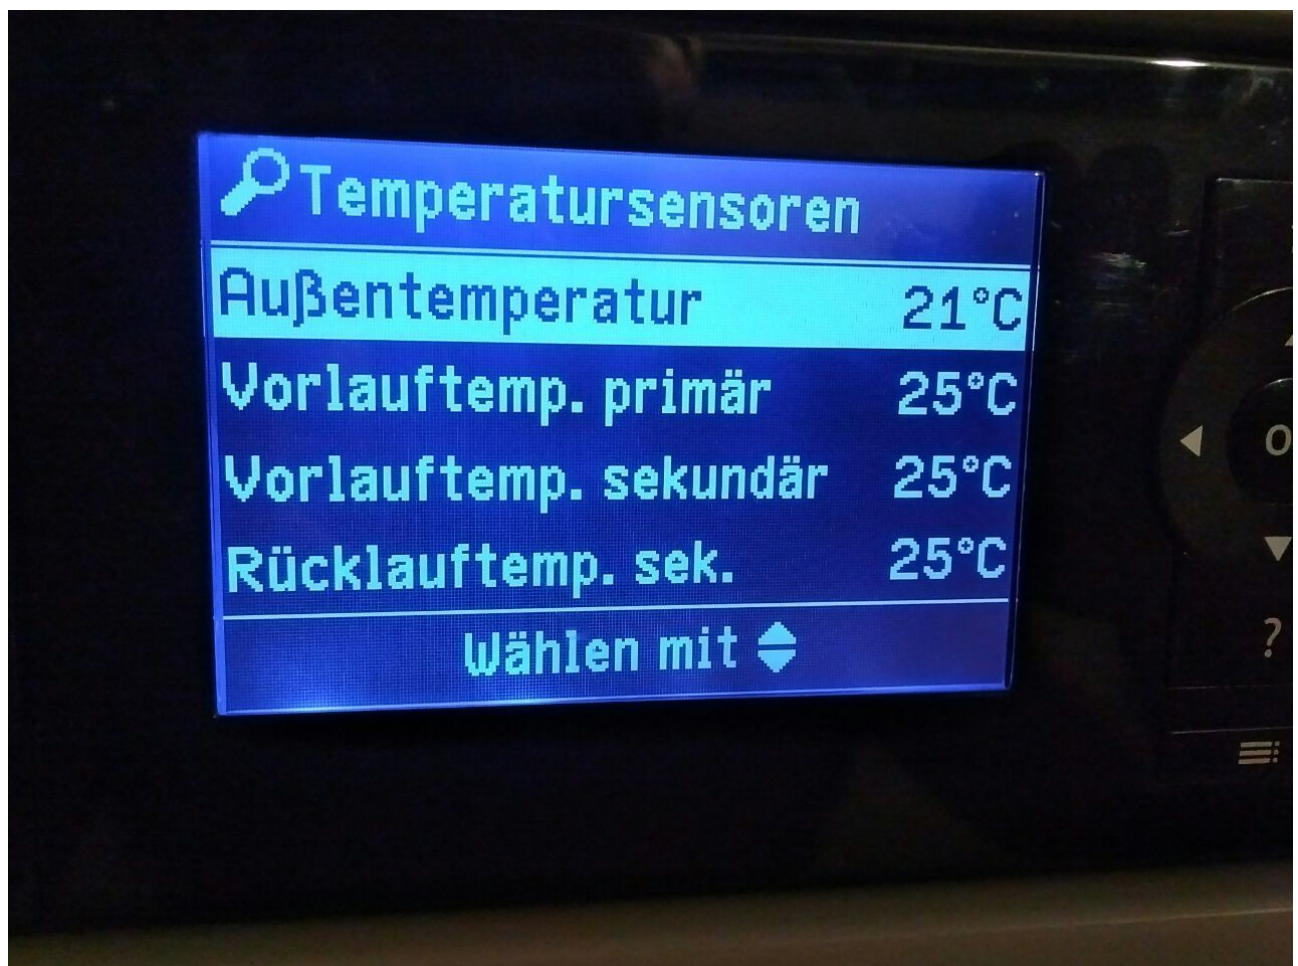 Temperatursensoren
Außentemperatur 21°C
Vorlauftemp. primär 25°C
Vorlauftemp. sekundär 25°C
Rücklauftemp. sek. 25°C
Wählen mit
?